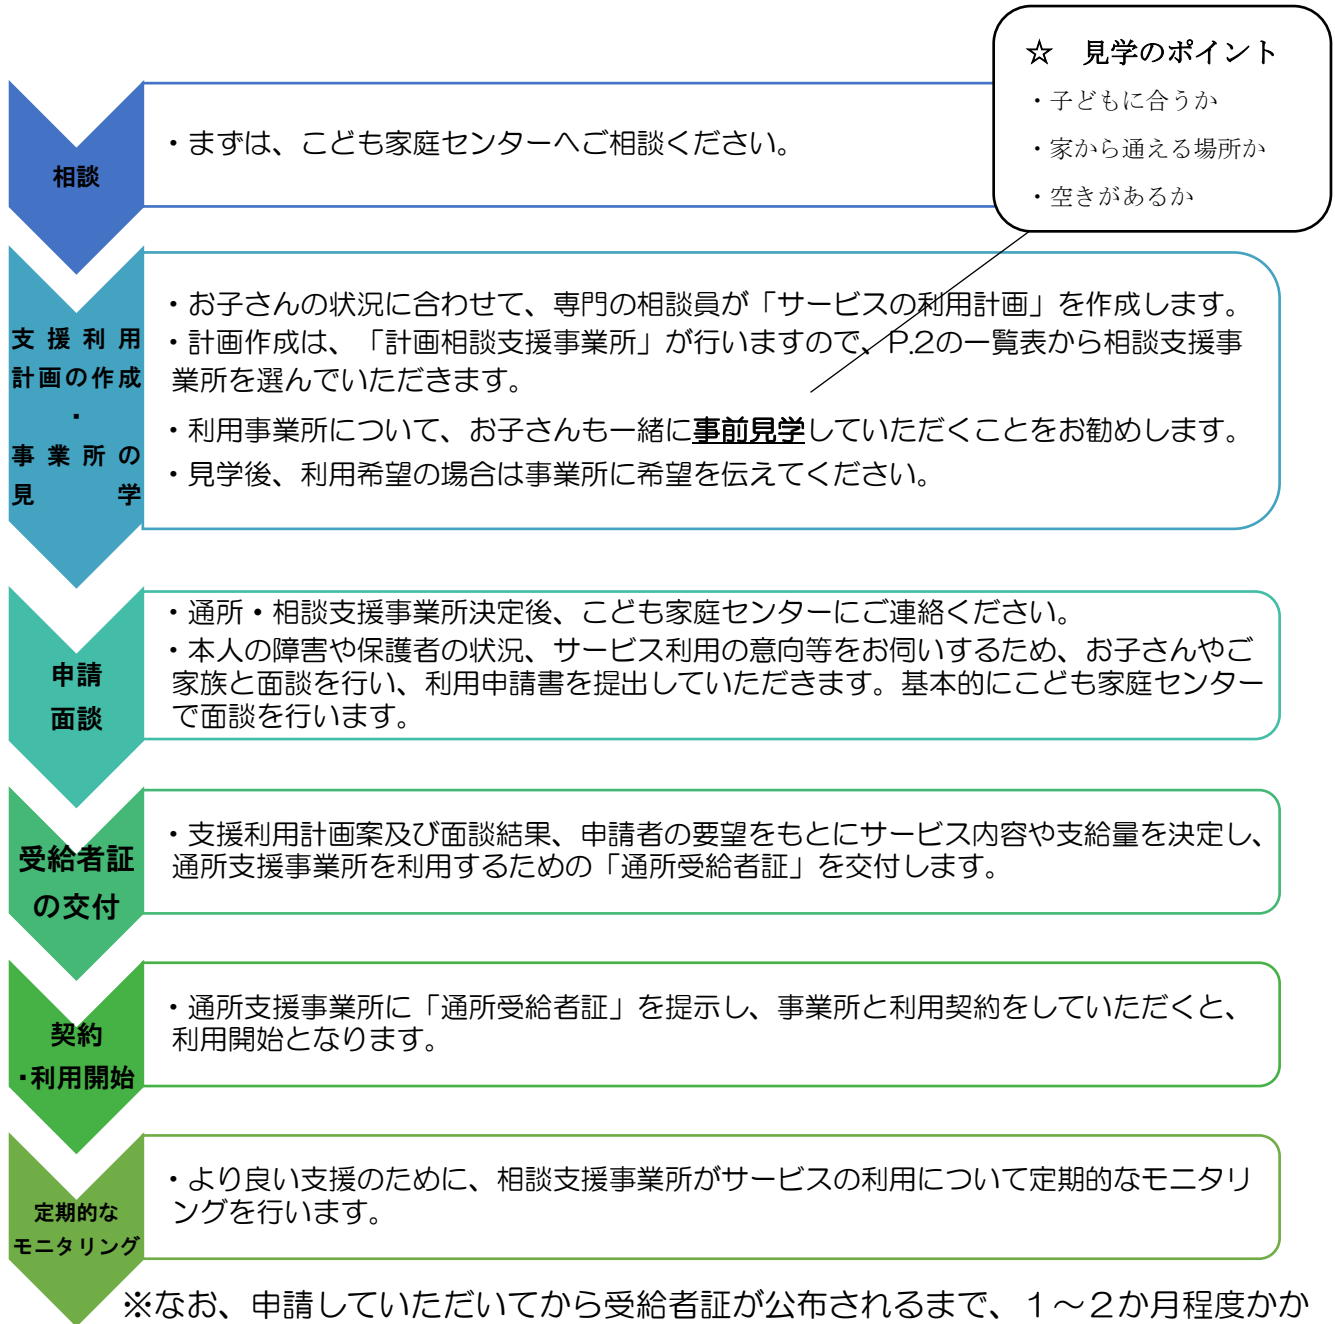 ☆　見学のポイント
・子どもに合うか
・家から通える場所か
・空きがあるか
相談
・まずは、こども家庭センターへご相談ください。
支援利用
計画の作成
・
事業所の
見学
・お子さんの状況に合わせて、専門の相談員が「サービスの利用計画」を作成します。
・計画作成は、「計画相談支援事業所」が行いますので、P.2の一覧表から相談支援事
業所を選んでいただきます。
・利用事業所について、お子さんも一緒に事前見学していただくことをお勧めします。
・見学後、利用希望の場合は事業所に希望を伝えてください。
申請
面談
・通所・相談支援事業所決定後、こども家庭センターにご連絡ください。
・本人の障害や保護者の状況、サービス利用の意向等をお伺いするため、お子さんやご
家族と面談を行い、利用申請書を提出していただきます。基本的にこども家庭センター
で面談を行います。
受給者証
の交付
・支援利用計画案及び面談結果、申請者の要望をもとにサービス内容や支給量を決定し、
通所支援事業所を利用するための「通所受給者証」を交付します。
契約
・利用開始
・通所支援事業所に「通所受給者証」を提示し、事業所と利用契約をしていただくと、
利用開始となります。
定期的な
モニタリング
・より良い支援のために、相談支援事業所がサービスの利用について定期的なモニタリ
ングを行います。
※なお、申請していただいてから受給者証が公布されるまで、１～２か月程度かか